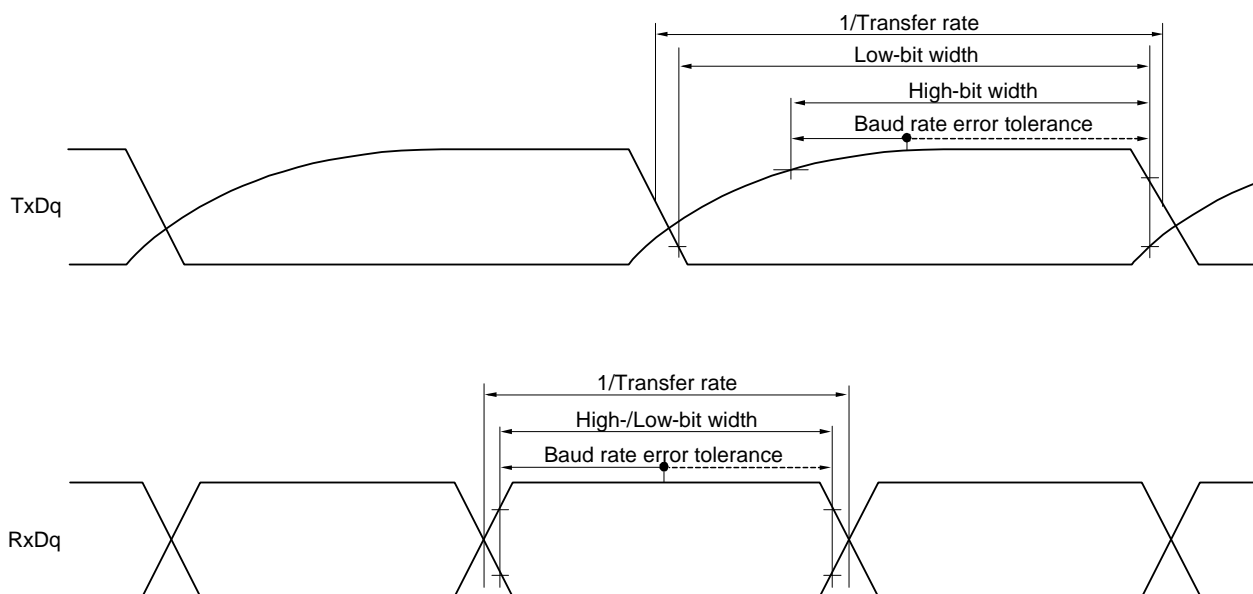 1/Transfer rate
Low-bit width
High-bit width
Baud rate error tolerance
TxDq
1/Transfer rate
High-/Low-bit width
Baud rate error tolerance
RxDq